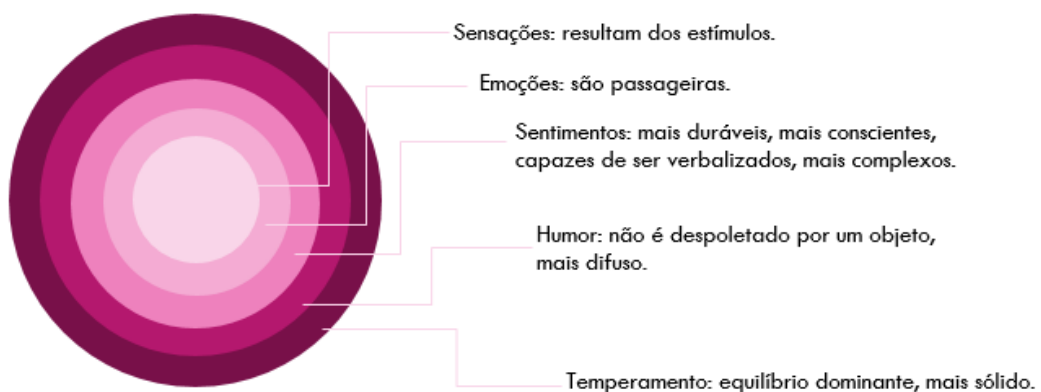 Sensações: resultam dos estímulos.
Emoções: são passageiras.
Sentimentos: mais duráveis, mais conscientes,
capazes de ser verbalizados, mais complexos.
Humor: não é despoletado por um objeto,
mais difuso.
Temperamento: equilíbrio dominante, mais sólido.